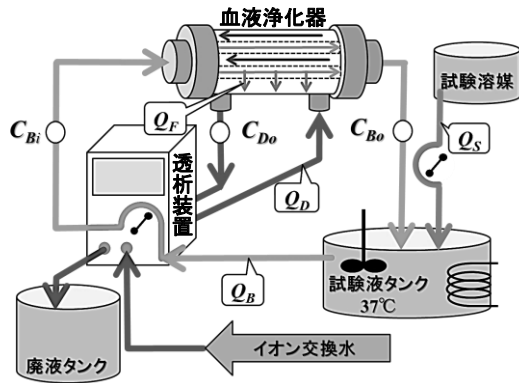 血液浄化器
試験溶媒
Q_F
C_Bi
C_Do
C_Bo
Q_S
Q_D
透析装置
Q_B
試験液タンク
37℃
廃液タンク
イオン交換水